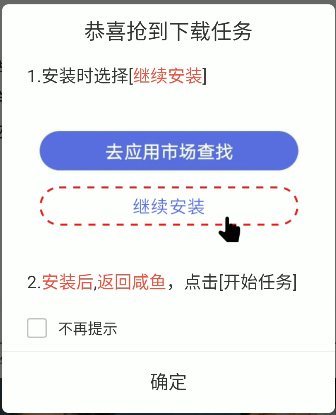 恭喜抢到下载任务
1.安装时选择[继续安装]
去应用市场查找
继续安装
2.安装后,返回咸鱼，点击[开始任务]
不再提示
确定